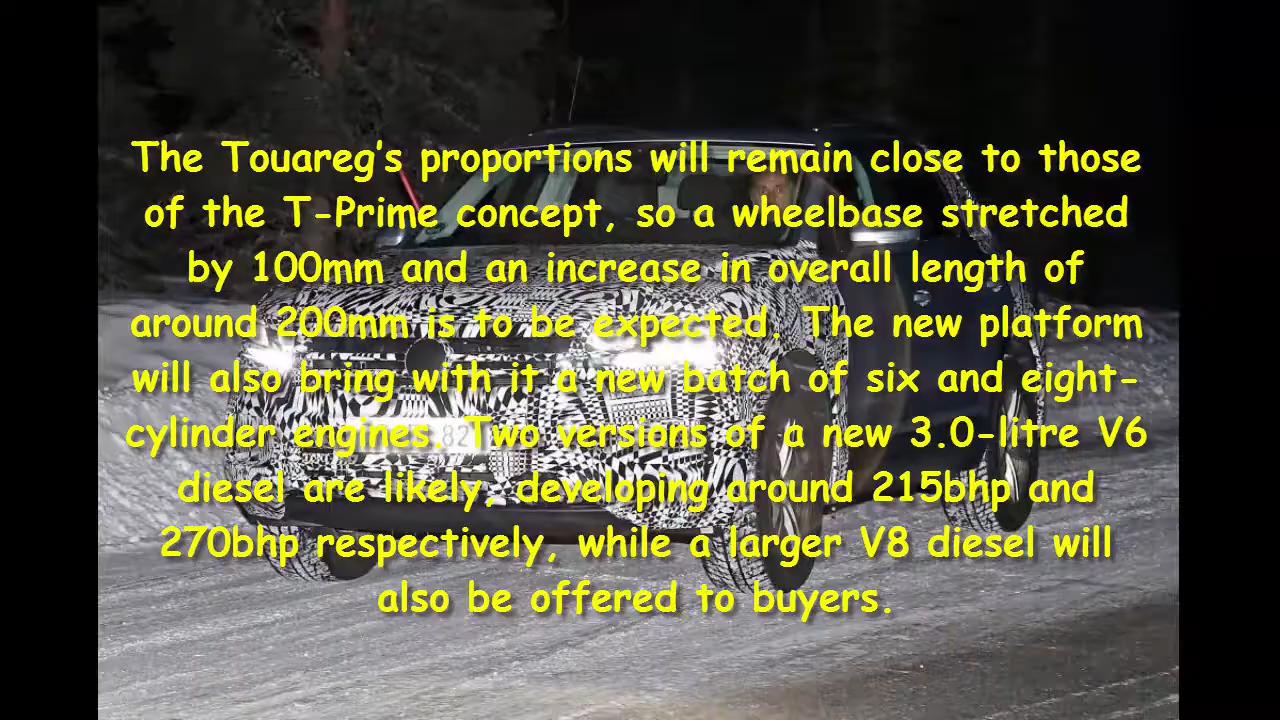 The Touareg’s proportions will remain close to those
of the T-Prime concept, so a wheelbase stretched
by 100mm and an increase in overall length of
around 200mm is to be expected. The new platform
will also bring with it a new batch of six and eight-
cylinder engines. Two versions of a new 3.0-litre V6
diesel are likely, developing around 215bhp and
270bhp respectively, while a larger V8 diesel will
also be offered to buyers.